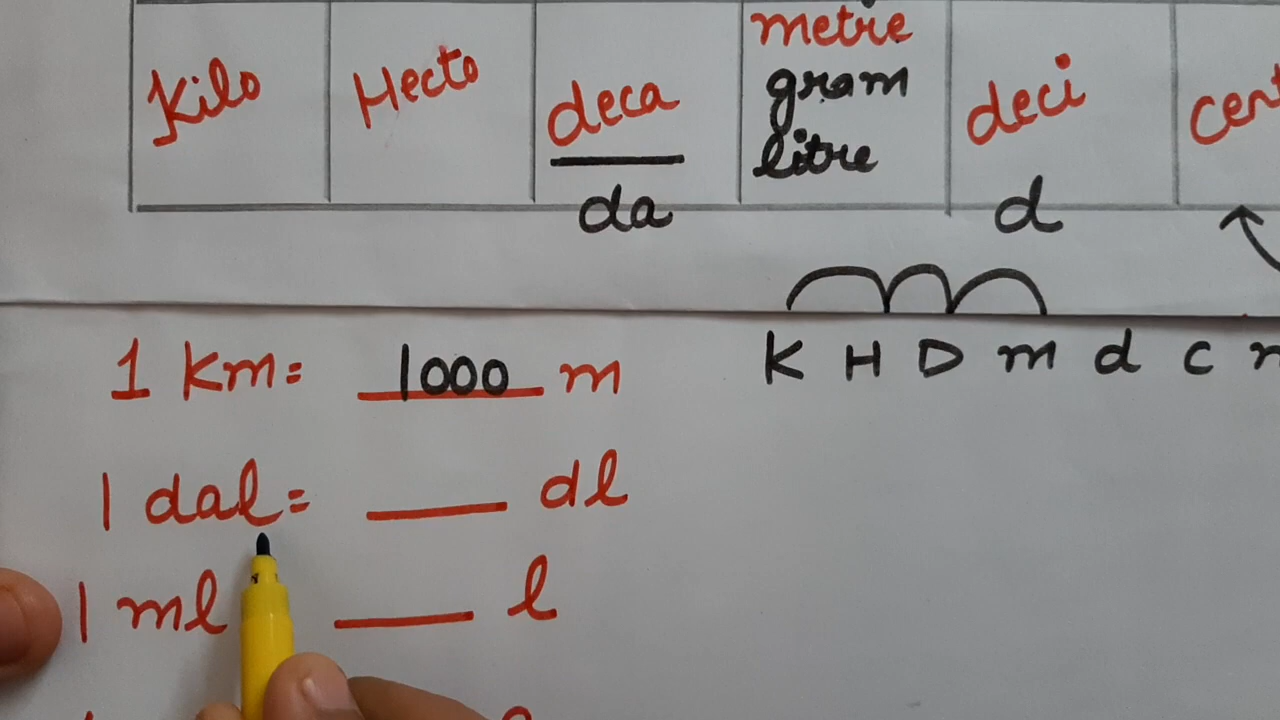 Kilo Hecto deca metre deci
gram
litre
da d
K H D m d c
1 Km = 1000 m
1 dal = ___ dl
1 ml ___ l